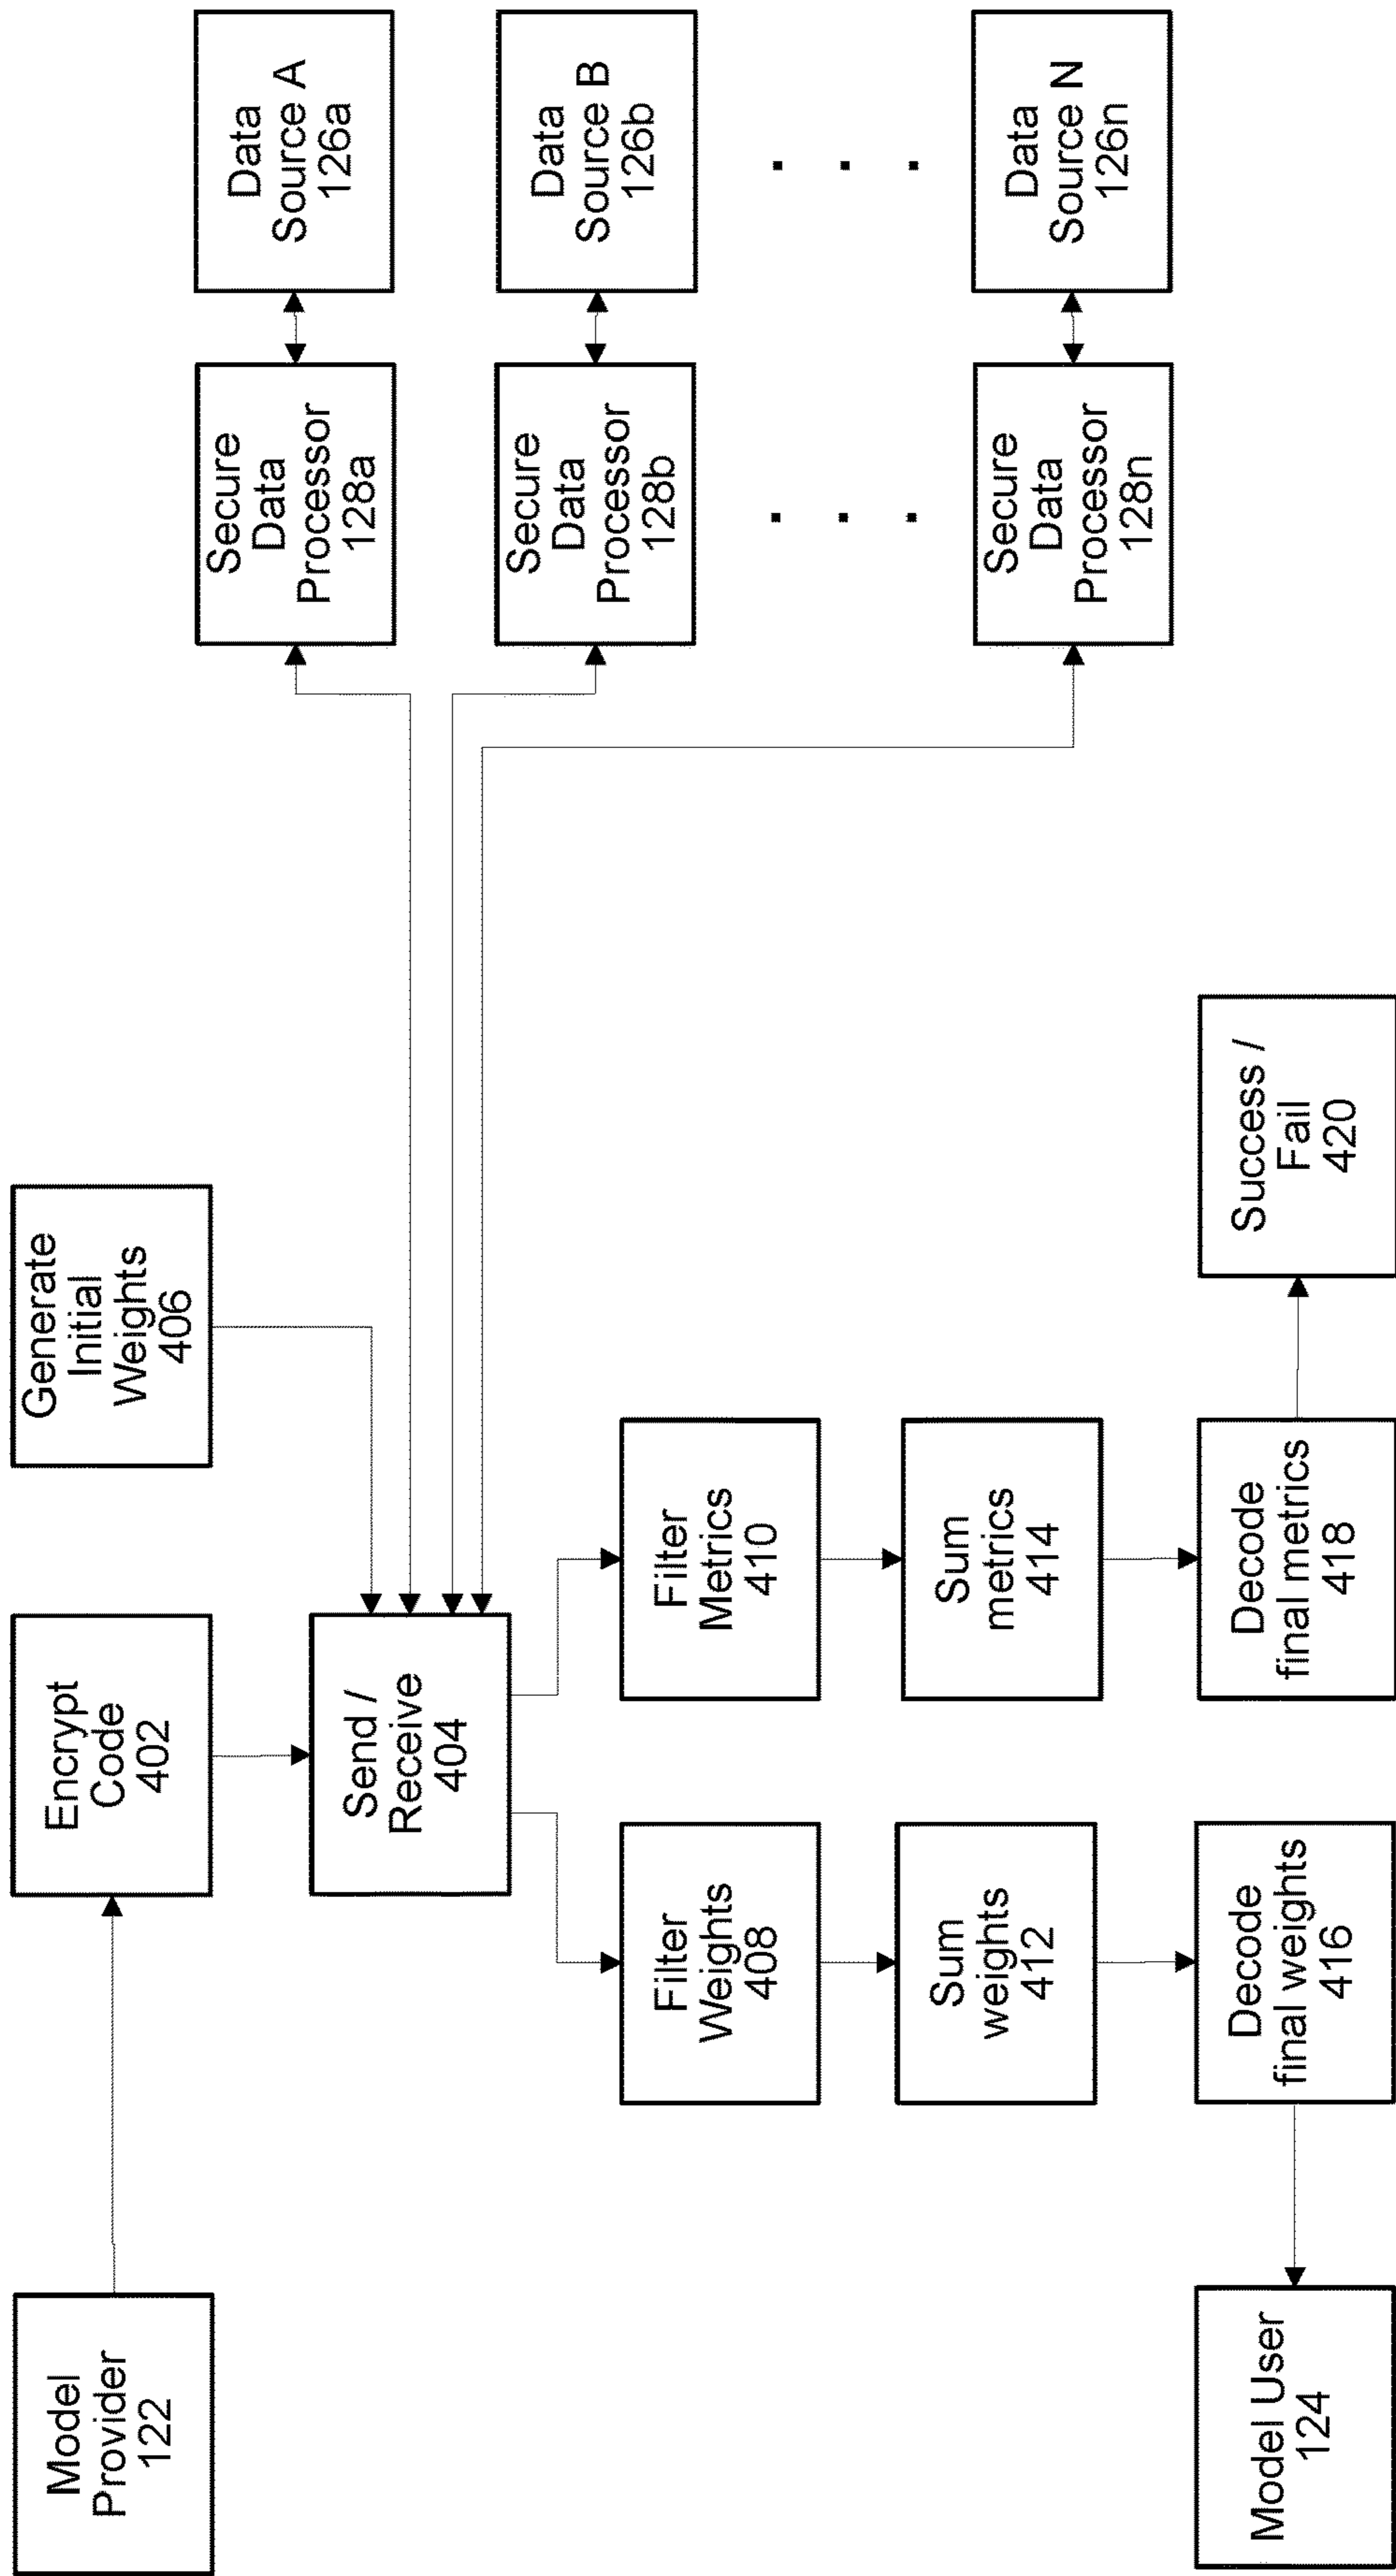 Model
Provider
122
Encrypt
Code
402
Generate
Initial
Weights
406
Send /
Receive
404
Secure
Data
Processor
128a
Data
Source A
126a
Secure
Data
Processor
128b
Data
Source B
126b
. . .
. . .
Secure
Data
Processor
128n
Data
Source N
126n
Filter
Weights
408
Filter
Metrics
410
Sum
weights
412
Sum
metrics
414
Model User
124
Decode
final weights
416
Decode
final metrics
418
Success /
Fail
420